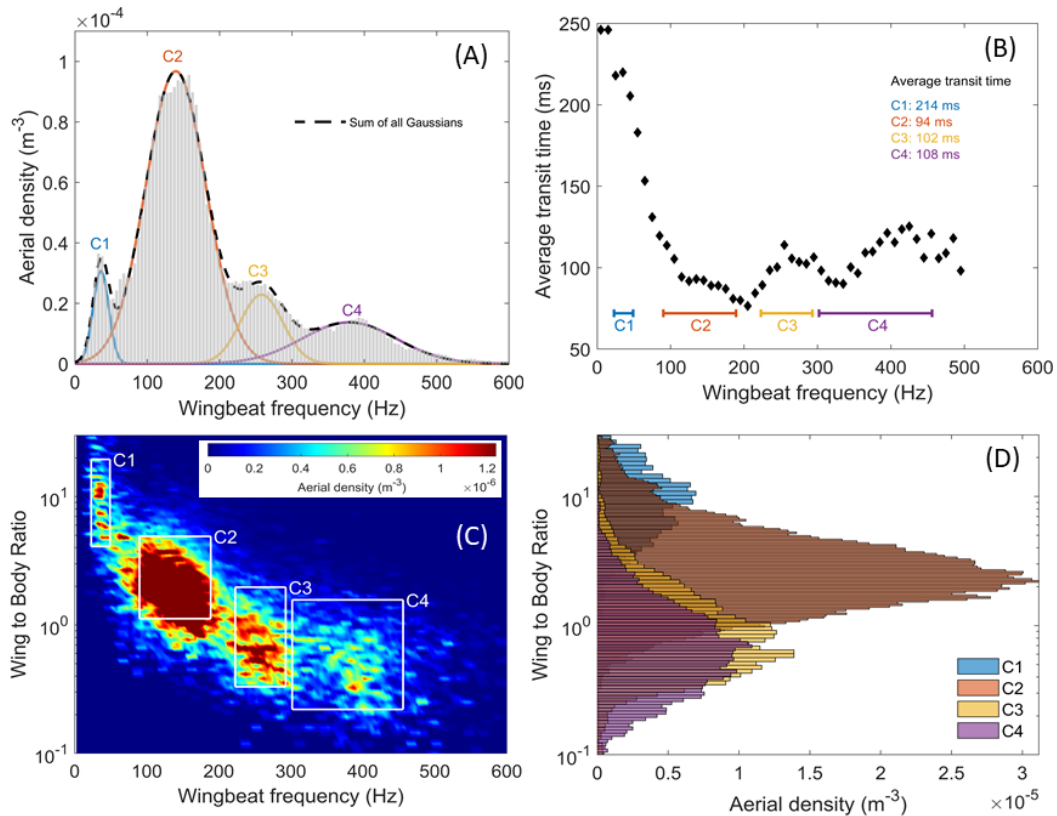 ×10⁻⁴
(A)
C2
1
0.8
0.6
0.4
0.2
0
Aerial density (m⁻³)
Sum of all Gaussians
C1
C3
C4
0 100 200 300 400 500 600
Wingbeat frequency (Hz)
(B)
250
200
150
100
50
Average transit time (ms)
Average transit time
C1: 214 ms
C2: 94 ms
C3: 102 ms
C4: 108 ms
C1 C2 C3 C4
0 100 200 300 400 500 600
Wingbeat frequency (Hz)
C1
0 0.2 0.4 0.6 0.8 1 1.2
Aerial density (m⁻³) ×10⁻⁶
C2
(C)
C3
C4
10¹
10⁰
10⁻¹
Wing to Body Ratio
0 100 200 300 400 500 600
Wingbeat frequency (Hz)
(D)
10¹
10⁰
10⁻¹
Wing to Body Ratio
C1
C2
C3
C4
0 0.5 1 1.5 2 2.5 3
Aerial density (m⁻³) ×10⁻⁵